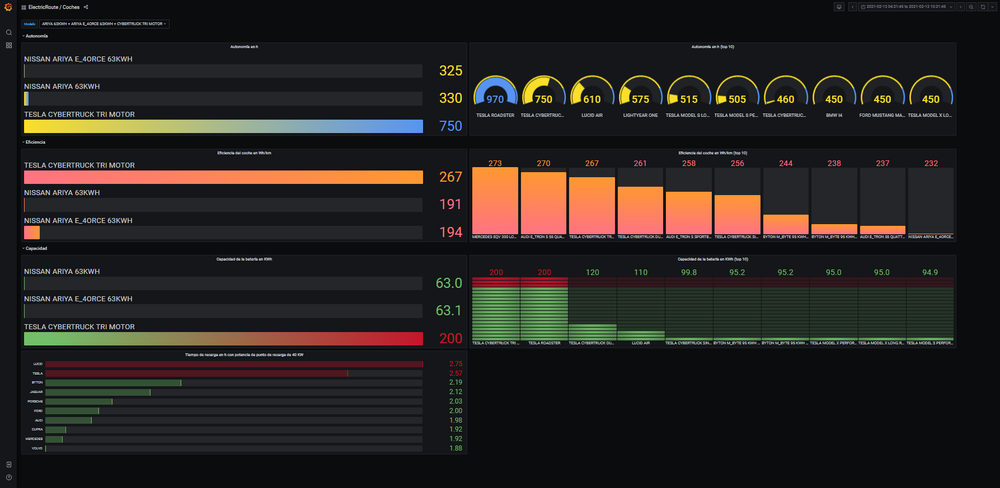 ElectricRoute / Coches
2021-02-13 04:21:45 to 2021-02-13 10:21:45
Modelo
ARIYA 63KWH + ARIYA E_4ORCE 63KWH + CYBERTRUCK TRI MOTOR
Autonomía
Autonomía en h
NISSAN ARIYA E_4ORCE 63KWH
325
NISSAN ARIYA 63KWH
330
TESLA CYBERTRUCK TRI MOTOR
750
Autonomía en h (top 10)
970 750 610 575 515 505 460 450 450 450
TESLA ROADSTER TESLA CYBERTRUC... LUCID AIR LIGHTYEAR ONE TESLA MODEL S LO... TESLA MODEL S PE... TESLA CYBERTRUC... BMW I4 FORD MUSTANG MA... TESLA MODEL X LO...
Eficiencia
Eficiencia del coche en Wh/km
TESLA CYBERTRUCK TRI MOTOR
267
NISSAN ARIYA 63KWH
191
NISSAN ARIYA E_4ORCE 63KWH
194
Eficiencia del coche en Wh/km (top 10)
273 270 267 261 258 256 244 238 237 232
MERCEDES EQV 300 LO... AUDI E_TRON S 55 QUA... TESLA CYBERTRUCK TR... TESLA CYBERTRUCK DU... AUDI E_TRON S SPORTB... TESLA CYBERTRUCK SI... BYTON M_BYTE 95 KWH... BYTON M_BYTE 95 KWH... AUDI E_TRON 55 QUATT... NISSAN ARIYA E_4ORCE...
Capacidad
Capacidad de la batería en KWh
NISSAN ARIYA 63KWH
63.0
NISSAN ARIYA E_4ORCE 63KWH
63.1
TESLA CYBERTRUCK TRI MOTOR
200
Capacidad de la batería en KWh (top 10)
200 200 120 110 99.8 95.2 95.2 95.0 95.0 94.9
TESLA CYBERTRUCK TRI ... TESLA ROADSTER TESLA CYBERTRUCK DU... LUCID AIR TESLA CYBERTRUCK SIN... BYTON M_BYTE 95 KWH ... BYTON M_BYTE 95 KWH ... TESLA MODEL X PERFOR... TESLA MODEL X LONG R... TESLA MODEL S PERFOR...
Tiempo de recarga en h con potencia de punto de recarga de 40 KW
LUCID 2.75
TESLA 2.57
BYTON 2.19
JAGUAR 2.12
PORSCHE 2.03
FORD 2.00
AUDI 1.98
CUPRA 1.92
MERCEDES 1.92
VOLVO 1.88